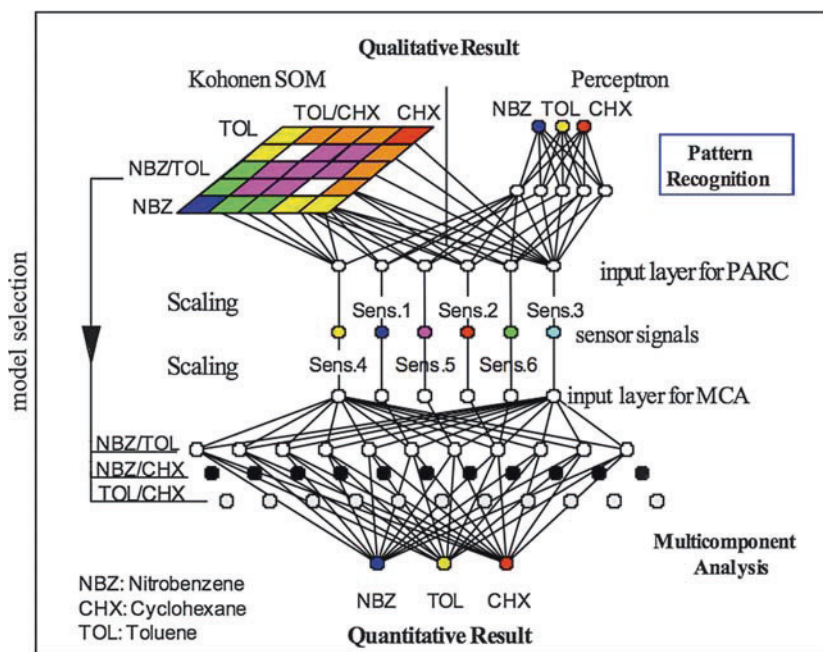 Qualitative Result
Kohonen SOM
Perceptron
TOL/CHX CHX
NBZ TOL CHX
TOL
Pattern
Recognition
NBZ/TOL
NBZ
model selection
input layer for PARC
Scaling
Sens.1 Sens.2 Sens.3
sensor signals
Scaling
Sens.4 Sens.5 Sens.6
input layer for MCA
NBZ/TOL
NBZ/CHX
TOL/CHX
Multicomponent
Analysis
NBZ: Nitrobenzene
CHX: Cyclohexane
TOL: Toluene
NBZ TOL CHX
Quantitative Result